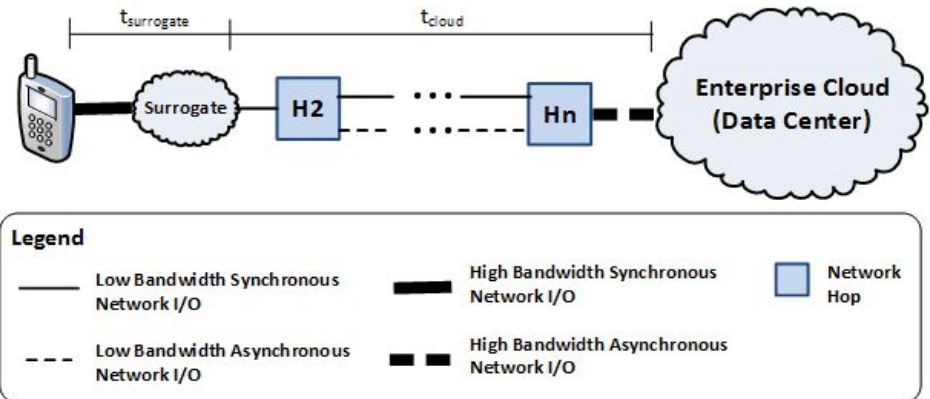 tsurrogate
tcloud
Surrogate
H2
• • •
• • •
Hn
Enterprise Cloud
(Data Center)
Legend
Low Bandwidth Synchronous
Network I/O
High Bandwidth Synchronous
Network I/O
Network
Hop
Low Bandwidth Asynchronous
Network I/O
High Bandwidth Asynchronous
Network I/O